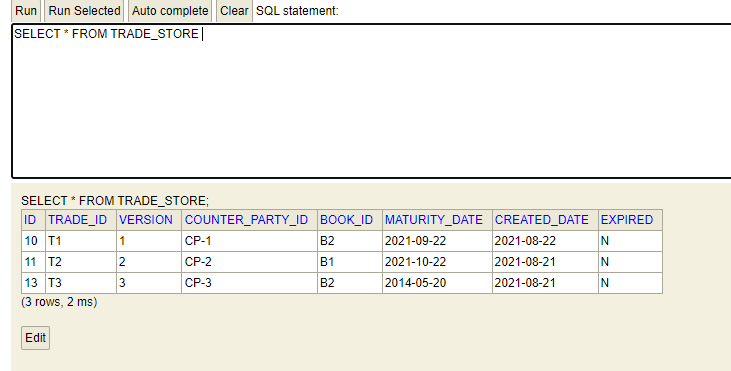 Run Run Selected Auto complete Clear SQL statement:
SELECT * FROM TRADE_STORE
SELECT * FROM TRADE_STORE;
ID TRADE_ID VERSION COUNTER_PARTY_ID BOOK_ID MATURITY_DATE CREATED_DATE EXPIRED
10 T1 1 CP-1 B2 2021-09-22 2021-08-22 N
11 T2 2 CP-2 B1 2021-10-22 2021-08-21 N
13 T3 3 CP-3 B2 2014-05-20 2021-08-21 N
(3 rows, 2 ms)
Edit